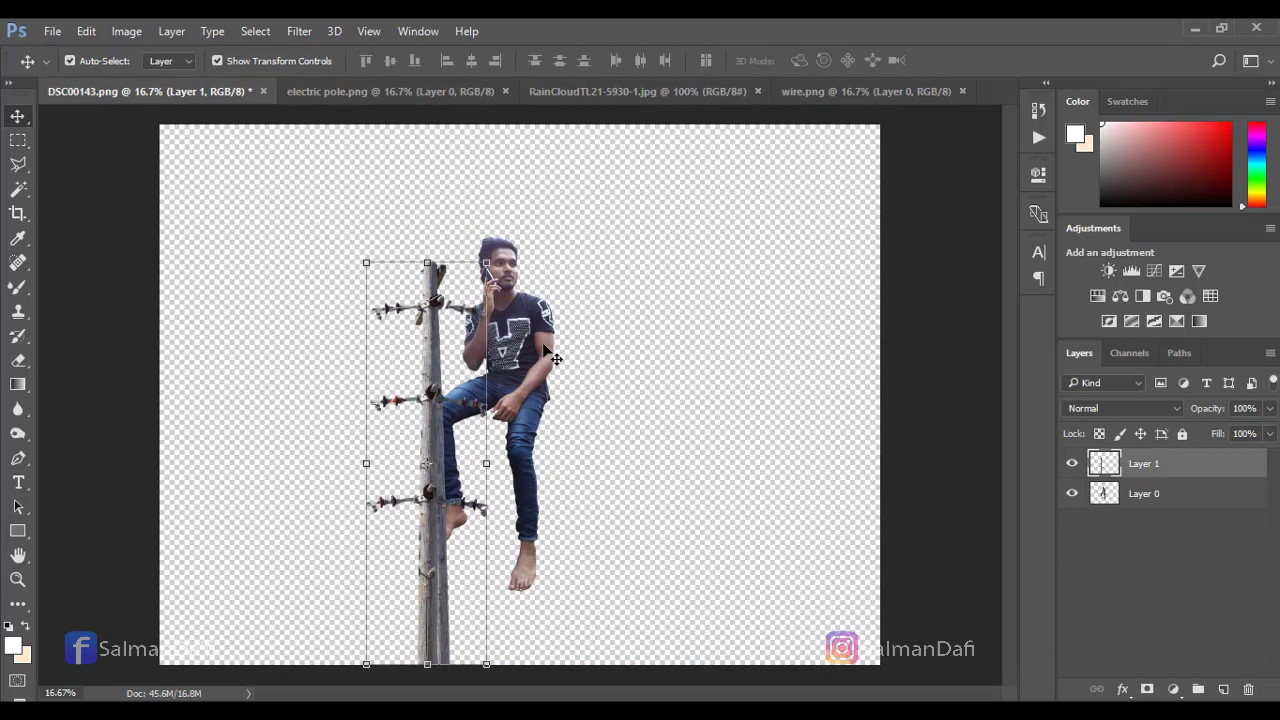 Ps File Edit Image Layer Type Select Filter 3D View Window Help
Auto-Select: Layer Show Transform Controls 3D Mode:
DSC00143.png @ 16.7% (Layer 1, RGB/8) * electric pole.png @ 16.7% (Layer 0, RGB/8) RainCloudTL21-5930-1.jpg @ 100% (RGB/8#) wire.png @ 16.7% (Layer 0, RGB/8)
Color Swatches
Adjustments
Add an adjustment
Layers Channels Paths
Kind
Normal Opacity: 100%
Lock: Fill: 100%
Layer 1
Layer 0
SalmanDafi
SalmanDafi
16.67% Doc: 45.6M/16.8M